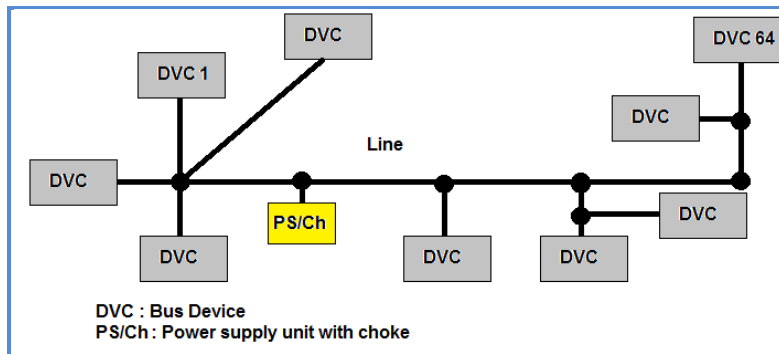 DVC
DVC 1
DVC 64
DVC
Line
DVC
PS/Ch
DVC
DVC
DVC
DVC
DVC : Bus Device
PS/Ch : Power supply unit with choke